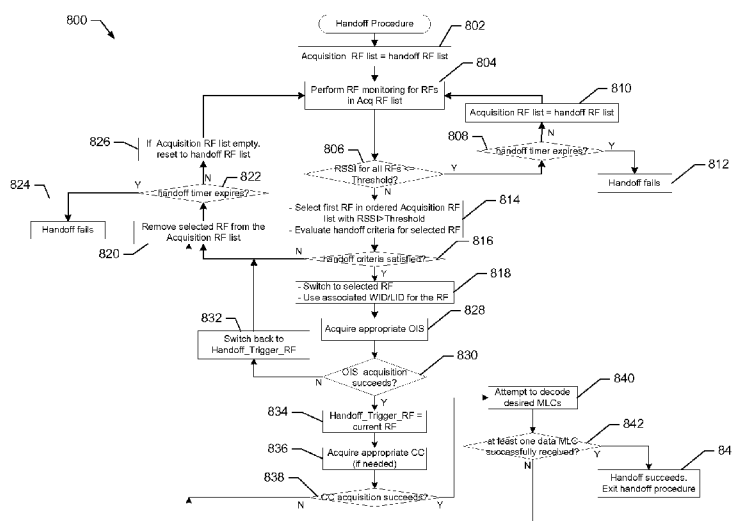 800
Handoff Procedure
802
Acquisition RF list = handoff RF list
804
Perform RF monitoring for RFs
in Acq RF list
810
Acquisition RF list = handoff RF list
826
If Acquisition RF list empty,
reset to handoff RF list
N
806
RSSI for all RFs <=
Threshold?
Y
808
handoff timer expires?
Y
812
Handoff fails
824
Y
N
822
handoff timer expires?
N
814
- Select first RF in ordered Acquisition RF
list with RSSI>Threshold
- Evaluate handoff criteria for selected RF
Handoff fails
820
Remove selected RF from the
Acquisition RF list
816
N
handoff criteria satisfied?
Y
818
- Switch to selected RF
- Use associated WID/LID for the RF
832
828
Acquire appropriate OIS
Switch back to
Handoff_Trigger_RF
830
OIS acquisition
succeeds?
N
Y
840
Attempt to decode
desired MLCs
834
Handoff_Trigger_RF =
current RF
842
836
Acquire appropriate CC
(if needed)
at least one data MLC
successfully received?
Y
84
838
N
Handoff succeeds.
Exit handoff procedure
N
CC acquisition succeeds?
Y